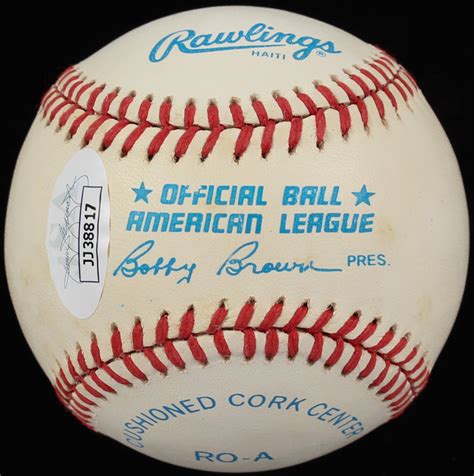 Rawlings®
HAITI
★ OFFICIAL BALL ★
AMERICAN LEAGUE
Bobby Brown PRES.
JJ38817
CUSHIONED CORK CENTER
RO-A